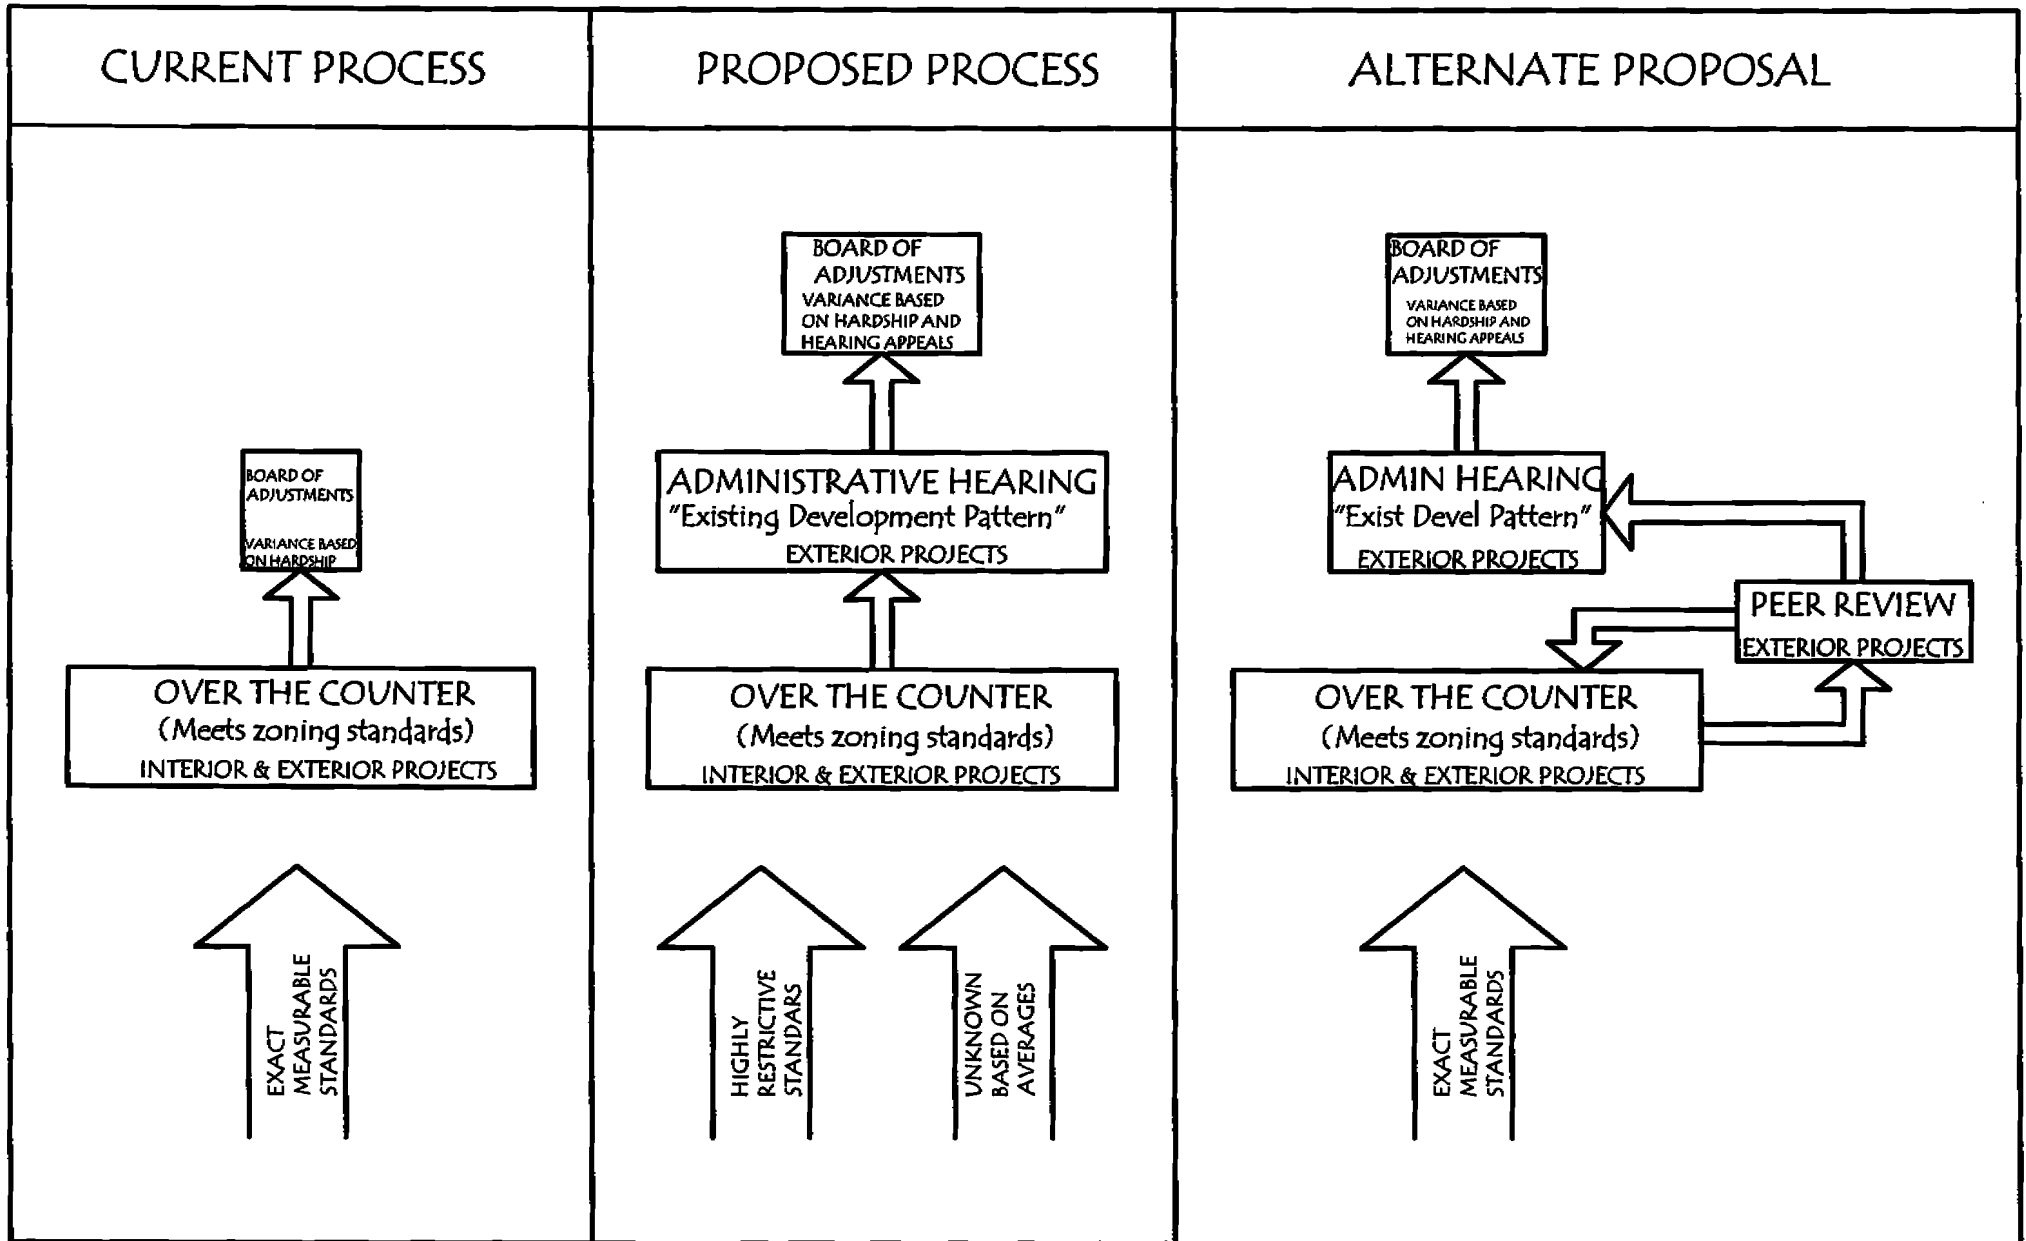 CURRENT PROCESS
PROPOSED PROCESS
ALTERNATE PROPOSAL
BOARD OF
ADJUSTMENTS
VARIANCE BASED
ON HARDSHIP
OVER THE COUNTER
(Meets zoning standards)
INTERIOR & EXTERIOR PROJECTS
EXACT
MEASURABLE
STANDARDS
BOARD OF
ADJUSTMENTS
VARIANCE BASED
ON HARDSHIP AND
HEARING APPEALS
ADMINISTRATIVE HEARING
"Existing Development Pattern"
EXTERIOR PROJECTS
OVER THE COUNTER
(Meets zoning standards)
INTERIOR & EXTERIOR PROJECTS
HIGHLY
RESTRICTIVE
STANDARS
UNKNOWN
BASED ON
AVERAGES
BOARD OF
ADJUSTMENTS
VARIANCE BASED
ON HARDSHIP AND
HEARING APPEALS
ADMIN HEARING
"Exist Devel Pattern"
EXTERIOR PROJECTS
PEER REVIEW
EXTERIOR PROJECTS
OVER THE COUNTER
(Meets zoning standards)
INTERIOR & EXTERIOR PROJECTS
EXACT
MEASURABLE
STANDARDS